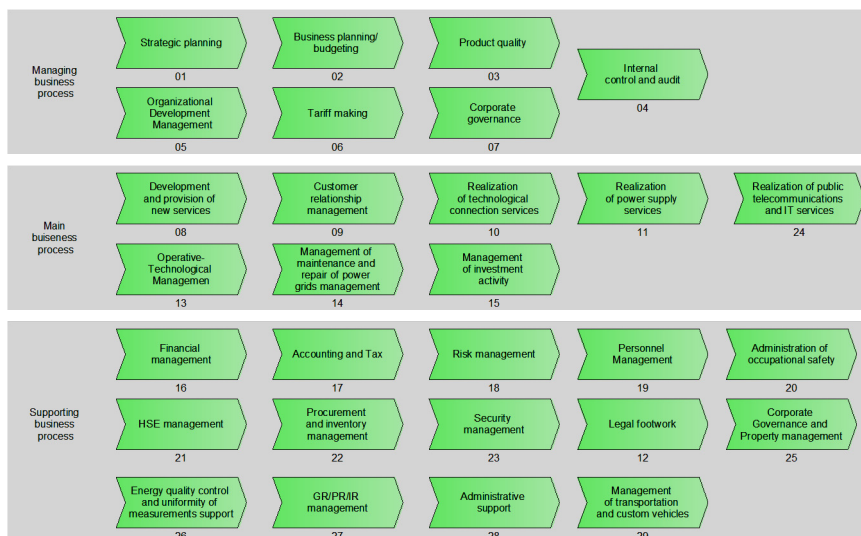 Managing
business
process
Strategic planning
01
Business planning/
budgeting
02
Product quality
03
Internal
control and audit
04
Organizational
Development
Management
05
Tariff making
06
Corporate
governance
07
Main
buiseness
process
Development
and provision of
new services
08
Customer
relationship
management
09
Realization
of technological
connection services
10
Realization
of power supply
services
11
Realization of public
telecommunications
and IT services
24
Operative-
Technological
Managemen
13
Management of
maintenance and
repair of power
grids management
14
Management
of investment
activity
15
Supporting
business
process
Financial
management
16
Accounting and Tax
17
Risk management
18
Personnel
Management
19
Administration of
occupational safety
20
HSE management
21
Procurement
and inventory
management
22
Security
management
23
Legal footwork
12
Corporate
Governance and
Property management
25
Energy quality control
and uniformity of
measurements support
26
GR/PR/IR
management
27
Administrative
support
28
Management
of transportation
and custom vehicles
29